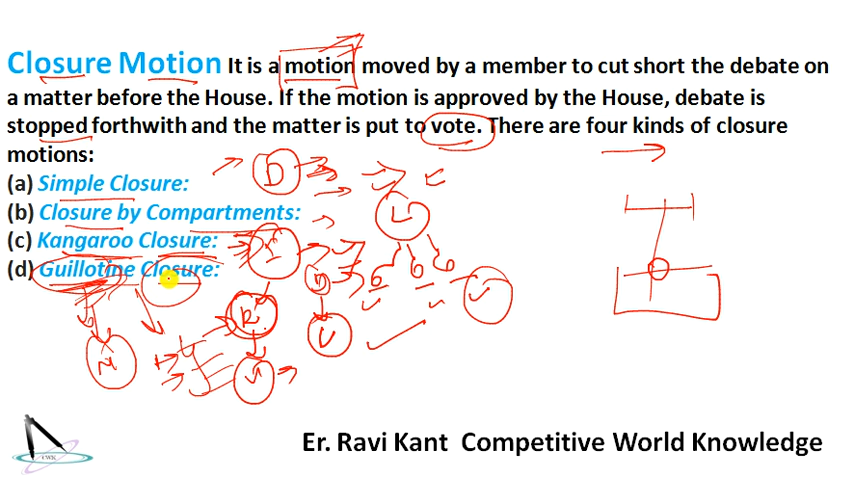 Closure Motion It is a motion moved by a member to cut short the debate on
a matter before the House. If the motion is approved by the House, debate is
stopped forthwith and the matter is put to vote. There are four kinds of closure
motions:
(a) Simple Closure:
(b) Closure by Compartments:
(c) Kangaroo Closure:
(d) Guillotine Closure:
D
Er. Ravi Kant Competitive World Knowledge